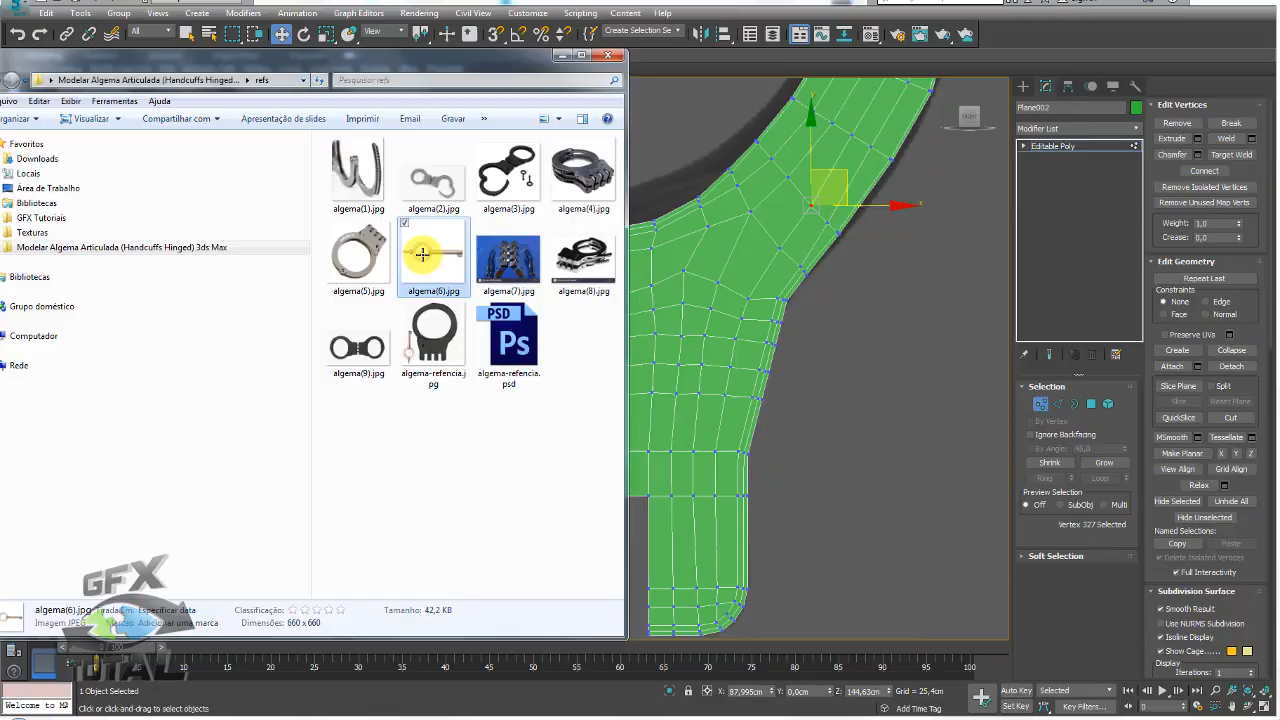 Edit Tools Group Views Create Modifiers Animation Graph Editors Rendering Civil View Customize Scripting Content Help
All View Create Selection Se
Modelar Algema Articulada (Handcuffs Hinged)... refs Pesquisar refs
Editar Exibir Ferramentas Ajuda
Visualizar Compartilhar com Apresentação de slides Imprimir Email Gravar »
Favoritos
Downloads
Locais
Área de Trabalho
Bibliotecas
GFX Tutoriais
Texturas
Modelar Algema Articulada (Handcuffs Hinged) 3ds Max
Bibliotecas
Grupo doméstico
Computador
Rede
algema(1).jpg algema(2).jpg algema(3).jpg algema(4).jpg
algema(5).jpg algema(6).jpg algema(7).jpg algema(8).jpg
PSD
Ps
algema(9).jpg algema-refencia.j
pg algema-refencia.
psd
algema(6).jpg
Imagem JPEG
Especificar data
Marcas: Adicionar uma marca
Classificação:
Dimensões: 660 x 660
Tamanho: 42,2 KB
GFX
TOTAL
FRONT
Plane002
Modifier List
Editable Poly
Selection
By Vertex
Ignore Backfacing
By Angle: 45,0
Shrink Grow
Ring Loop
Preview Selection
Off SubObj Multi
Vertex 327 Selected
Soft Selection
Edit Vertices
Remove Break
Extrude Weld
Chamfer Target Weld
Connect
Remove Isolated Vertices
Remove Unused Map Verts
Weight: 1,0
Crease: 0,0
Edit Geometry
Repeat Last
Constraints
None Edge
Face Normal
Preserve UVs
Create Collapse
Attach Detach
Slice Plane Split
Slice Reset Plane
QuickSlice Cut
MSmooth Tessellate
Make Planar X Y Z
View Align Grid Align
Relax
Hide Selected Unhide All
Hide Unselected
Named Selections:
Copy Paste
Delete Isolated Vertices
Full Interactivity
Subdivision Surface
Smooth Result
Use NURMS Subdivision
Isoline Display
Show Cage......
Display
Iterations: 1
0 / 100
5 10 15 20 25 30 35 40 45 50 55 60 65 70 75 80 85 90 95 100
1 Object Selected
Welcome to M
click or click-and-drag to select objects
X: 87,995cm Y: 0,0cm Z: 144,63cm Grid = 25,4cm
Add Time Tag
Auto Key Selected
Set Key Key Filters... 0